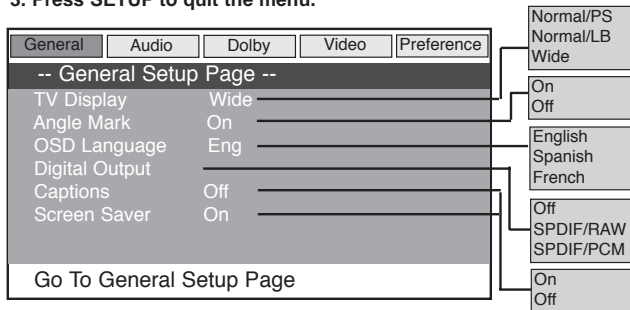 3. Press SETUP to quit the menu.
General Audio Dolby Video Preference
-- General Setup Page --
TV Display Wide
Angle Mark On
OSD Language Eng
Digital Output
Captions Off
Screen Saver On
Go To General Setup Page
Normal/PS
Normal/LB
Wide
On
Off
English
Spanish
French
Off
SPDIF/RAW
SPDIF/PCM
On
Off